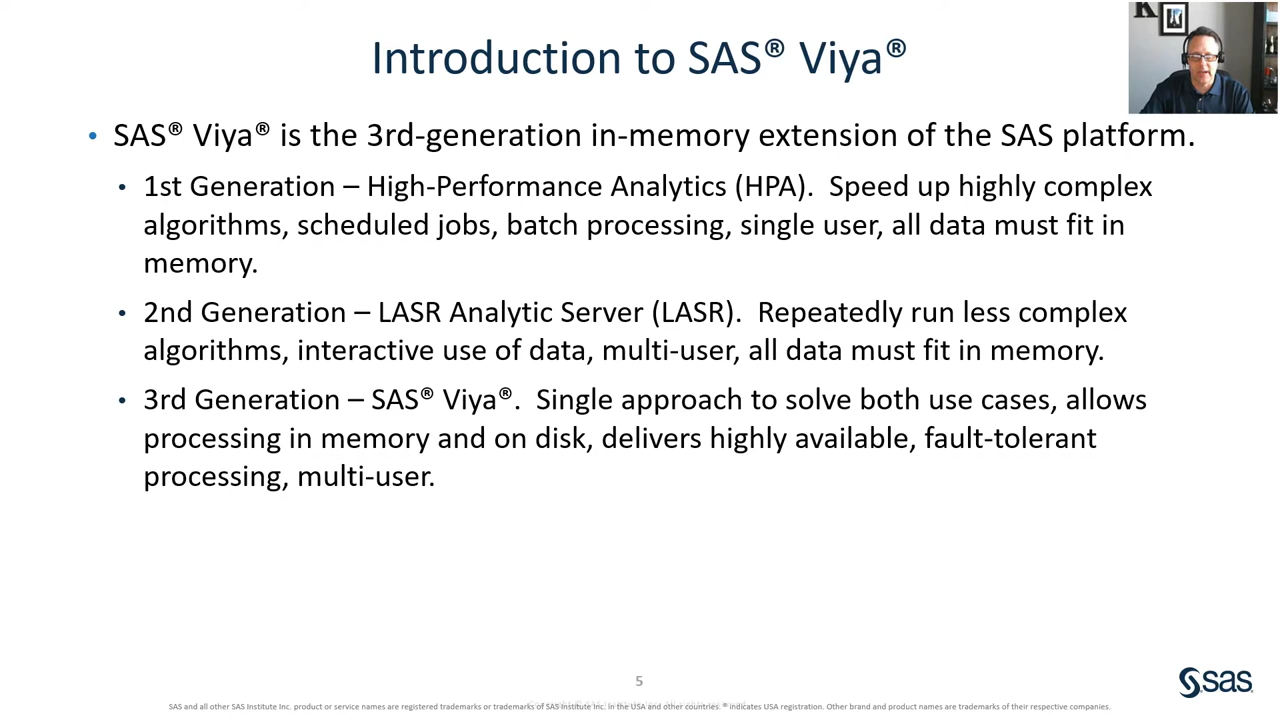 Introduction to SAS® Viya®
• SAS® Viya® is the 3rd-generation in-memory extension of the SAS platform.
• 1st Generation – High-Performance Analytics (HPA).  Speed up highly complex
algorithms, scheduled jobs, batch processing, single user, all data must fit in
memory.
• 2nd Generation – LASR Analytic Server (LASR).  Repeatedly run less complex
algorithms, interactive use of data, multi-user, all data must fit in memory.
• 3rd Generation – SAS® Viya®.  Single approach to solve both use cases, allows
processing in memory and on disk, delivers highly available, fault-tolerant
processing, multi-user.
5
sas
SAS and all other SAS Institute Inc. product or service names are registered trademarks or trademarks of SAS Institute Inc. in the USA and other countries. ® indicates USA registration. Other brand and product names are trademarks of their respective companies.